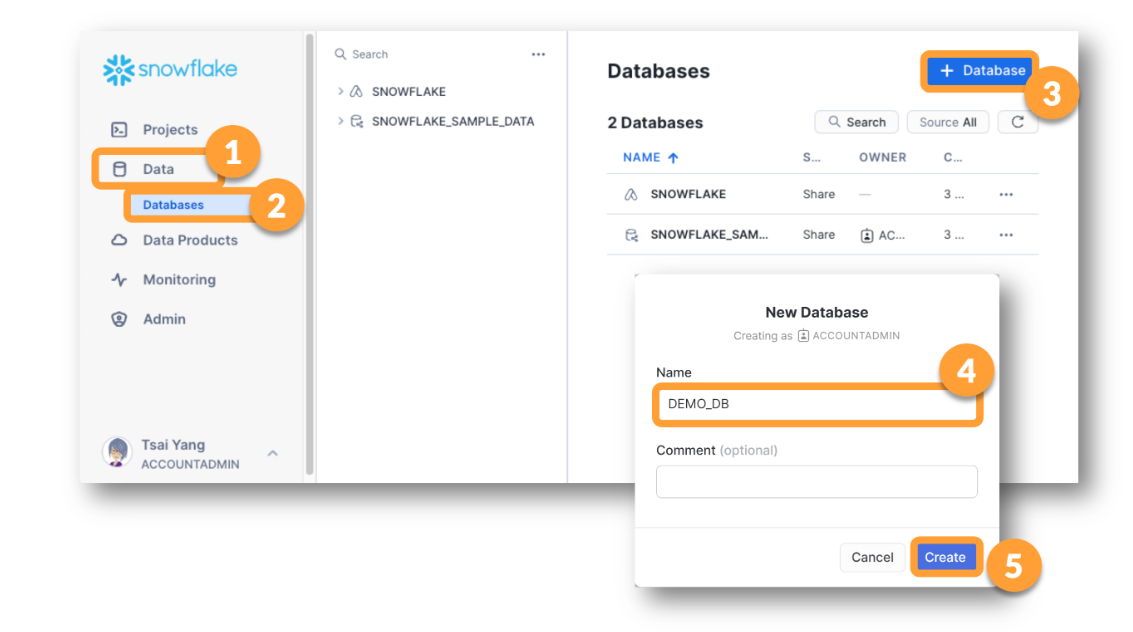 snowflake
Projects
1
Data
Databases
2
Data Products
Monitoring
Admin
Tsai Yang
ACCOUNTADMIN
Search
SNOWFLAKE
SNOWFLAKE_SAMPLE_DATA
Databases
+ Database
3
2 Databases
Search
Source All
NAME S... OWNER C...
SNOWFLAKE Share — 3 ...
SNOWFLAKE_SAM... Share AC... 3 ...
New Database
Creating as ACCOUNTADMIN
4
Name
DEMO_DB
Comment (optional)
Cancel
Create
5